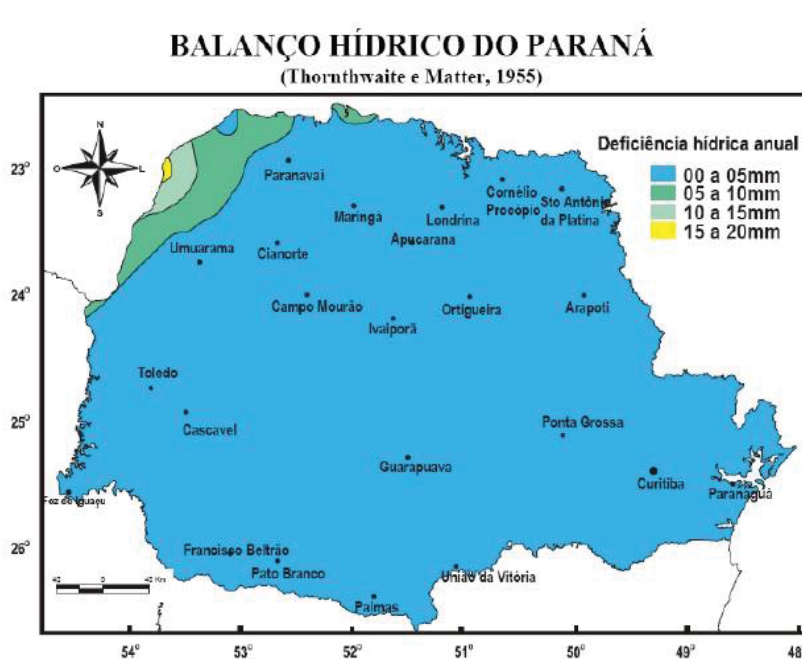 BALANÇO HÍDRICO DO PARANÁ
(Thornthwaite e Matter, 1955)
N
O
L
S
Deficiência hídrica anual
00 a 05mm
05 a 10mm
10 a 15mm
15 a 20mm
23°
24°
25°
26°
Paranavaí
Maringá
Londrina
Cornélio
Procópio
Sto Antônio
da Platina
Apucarana
Umuarama
Cianorte
Campo Mourão
Ivaiporã
Ortigueira
Arapoti
Toledo
Cascavel
Ponta Grossa
Guarapuava
Curitiba
Paranaguá
Foz do Iguaçu
Francisco Beltrão
Pato Branco
União da Vitória
Palmas
40 0 40 Km
54° 53° 52° 51° 50° 49° 48